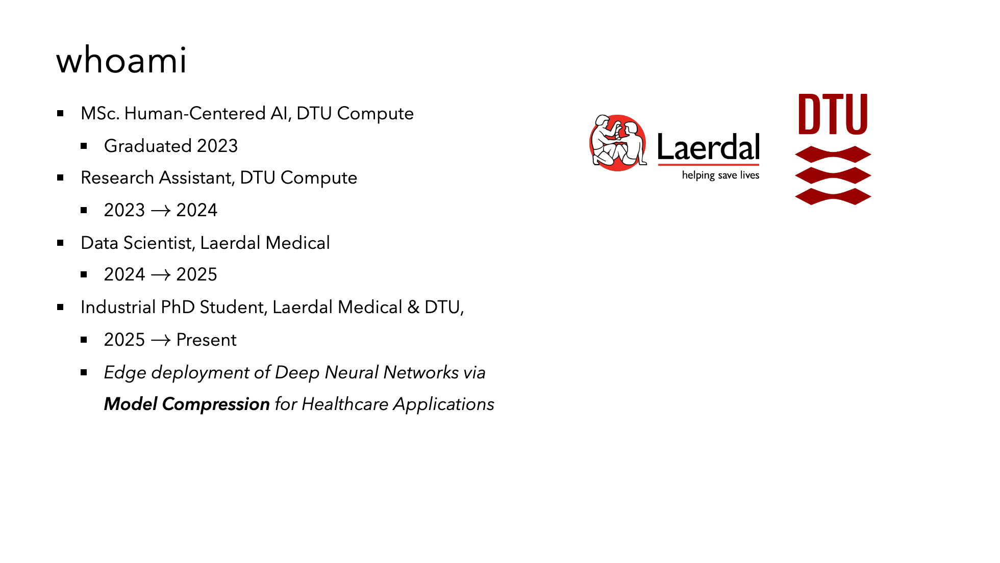 whoami
▪ MSc. Human-Centered AI, DTU Compute
▪ Graduated 2023
▪ Research Assistant, DTU Compute
▪ 2023 → 2024
▪ Data Scientist, Laerdal Medical
▪ 2024 → 2025
▪ Industrial PhD Student, Laerdal Medical & DTU,
▪ 2025 → Present
▪ Edge deployment of Deep Neural Networks via
Model Compression for Healthcare Applications
Laerdal
helping save lives
DTU